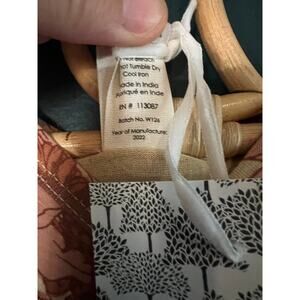 Not Bleach
Not Tumble Dry
Cool Iron
Made in India
Fabriqué en Inde
EN # 113087
Batch No. W126
Year of Manufacture:
2022